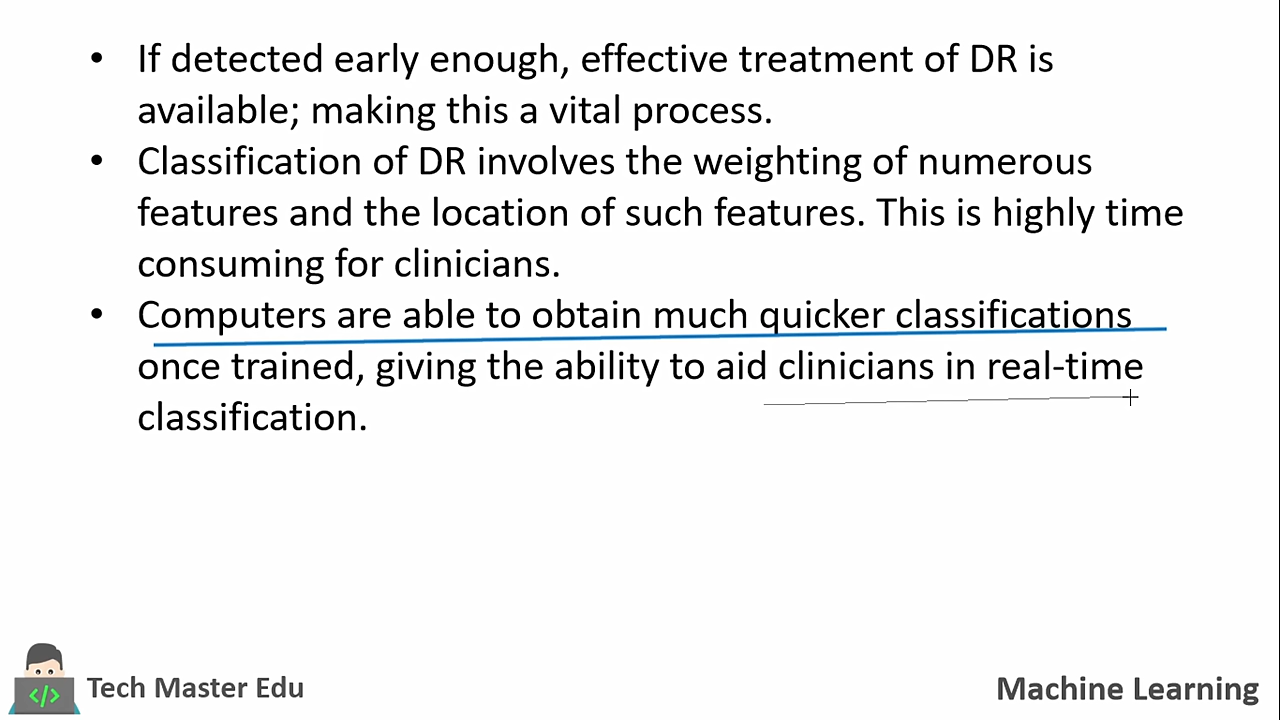 • If detected early enough, effective treatment of DR is
available; making this a vital process.
• Classification of DR involves the weighting of numerous
features and the location of such features. This is highly time
consuming for clinicians.
• Computers are able to obtain much quicker classifications
once trained, giving the ability to aid clinicians in real-time
classification.
</> Tech Master Edu
Machine Learning